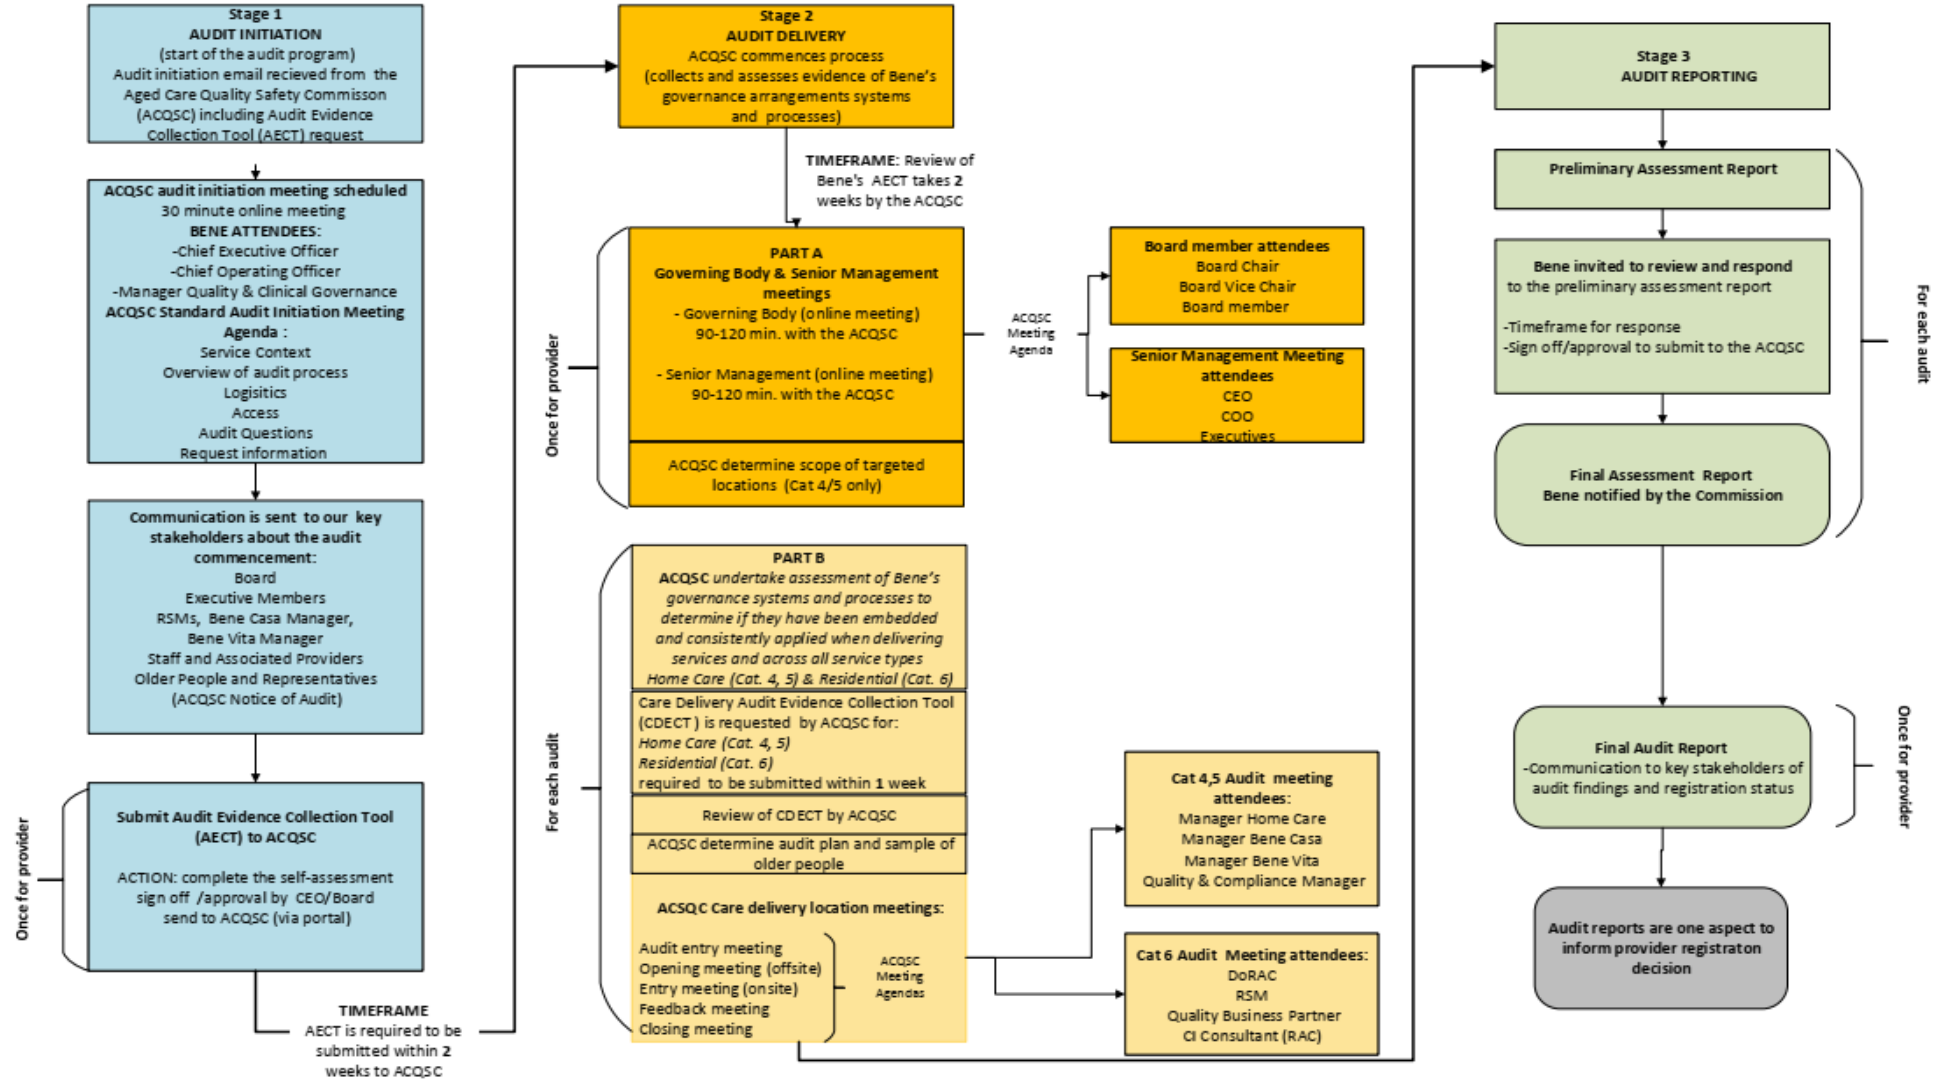 Stage 1
AUDIT INITIATION
(start of the audit program)
Audit initiation email recieved from the
Aged Care Quality Safety Commisson
(ACQSC) including Audit Evidence
Collection Tool (AECT) request
ACQSC audit initiation meeting scheduled
30 minute online meeting
BENE ATTENDEES:
-Chief Executive Officer
-Chief Operating Officer
-Manager Quality & Clinical Governance
ACQSC Standard Audit Initiation Meeting
Agenda :
Service Context
Overview of audit process
Logisitics
Access
Audit Questions
Request information
Communication is sent to our key
stakeholders about the audit
commencement:
Board
Executive Members
RSMs, Bene Casa Manager,
Bene Vita Manager
Staff and Associated Providers
Older People and Representatives
(ACQSC Notice of Audit)
Once for provider
Submit Audit Evidence Collection Tool
(AECT) to ACQSC
ACTION: complete the self-assessment
sign off /approval by CEO/Board
send to ACQSC (via portal)
TIMEFRAME
AECT is required to be
submitted within 2
weeks to ACQSC
Stage 2
AUDIT DELIVERY
ACQSC commences process
(collects and assesses evidence of Bene's
governance arrangements systems
and processes)
TIMEFRAME: Review of
Bene's AECT takes 2
weeks by the ACQSC
Once for provider
PART A
Governing Body & Senior Management
meetings
- Governing Body (online meeting)
90-120 min. with the ACQSC
- Senior Management (online meeting)
90-120 min. with the ACQSC
ACQSC determine scope of targeted
locations (Cat 4/5 only)
ACQSC
Meeting
Agenda
Board member attendees
Board Chair
Board Vice Chair
Board member
Senior Management Meeting
attendees
CEO
COO
Executives
For each audit
PART B
ACQSC undertake assessment of Bene's
governance systems and processes to
determine if they have been embedded
and consistently applied when delivering
services and across all service types
Home Care (Cat. 4, 5) & Residential (Cat. 6)
Care Delivery Audit Evidence Collection Tool
(CDECT ) is requested by ACQSC for:
Home Care (Cat. 4, 5)
Residential (Cat. 6)
required to be submitted within 1 week
Review of CDECT by ACQSC
ACQSC determine audit plan and sample of
older people
ACSQC Care delivery location meetings:
Audit entry meeting
Opening meeting (offsite)
Entry meeting (onsite)
Feedback meeting
Closing meeting
ACQSC
Meeting
Agendas
Cat 4,5 Audit meeting
attendees:
Manager Home Care
Manager Bene Casa
Manager Bene Vita
Quality & Compliance Manager
Cat 6 Audit Meeting attendees:
DoRAC
RSM
Quality Business Partner
CI Consultant (RAC)
Stage 3
AUDIT REPORTING
Preliminary Assessment Report
Bene invited to review and respond
to the preliminary assessment report
-Timeframe for response
-Sign off/approval to submit to the ACQSC
Final Assessment Report
Bene notified by the Commission
For each audit
Final Audit Report
-Communication to key stakeholders of
audit findings and registration status
Once for provider
Audit reports are one aspect to
inform provider registraton
decision